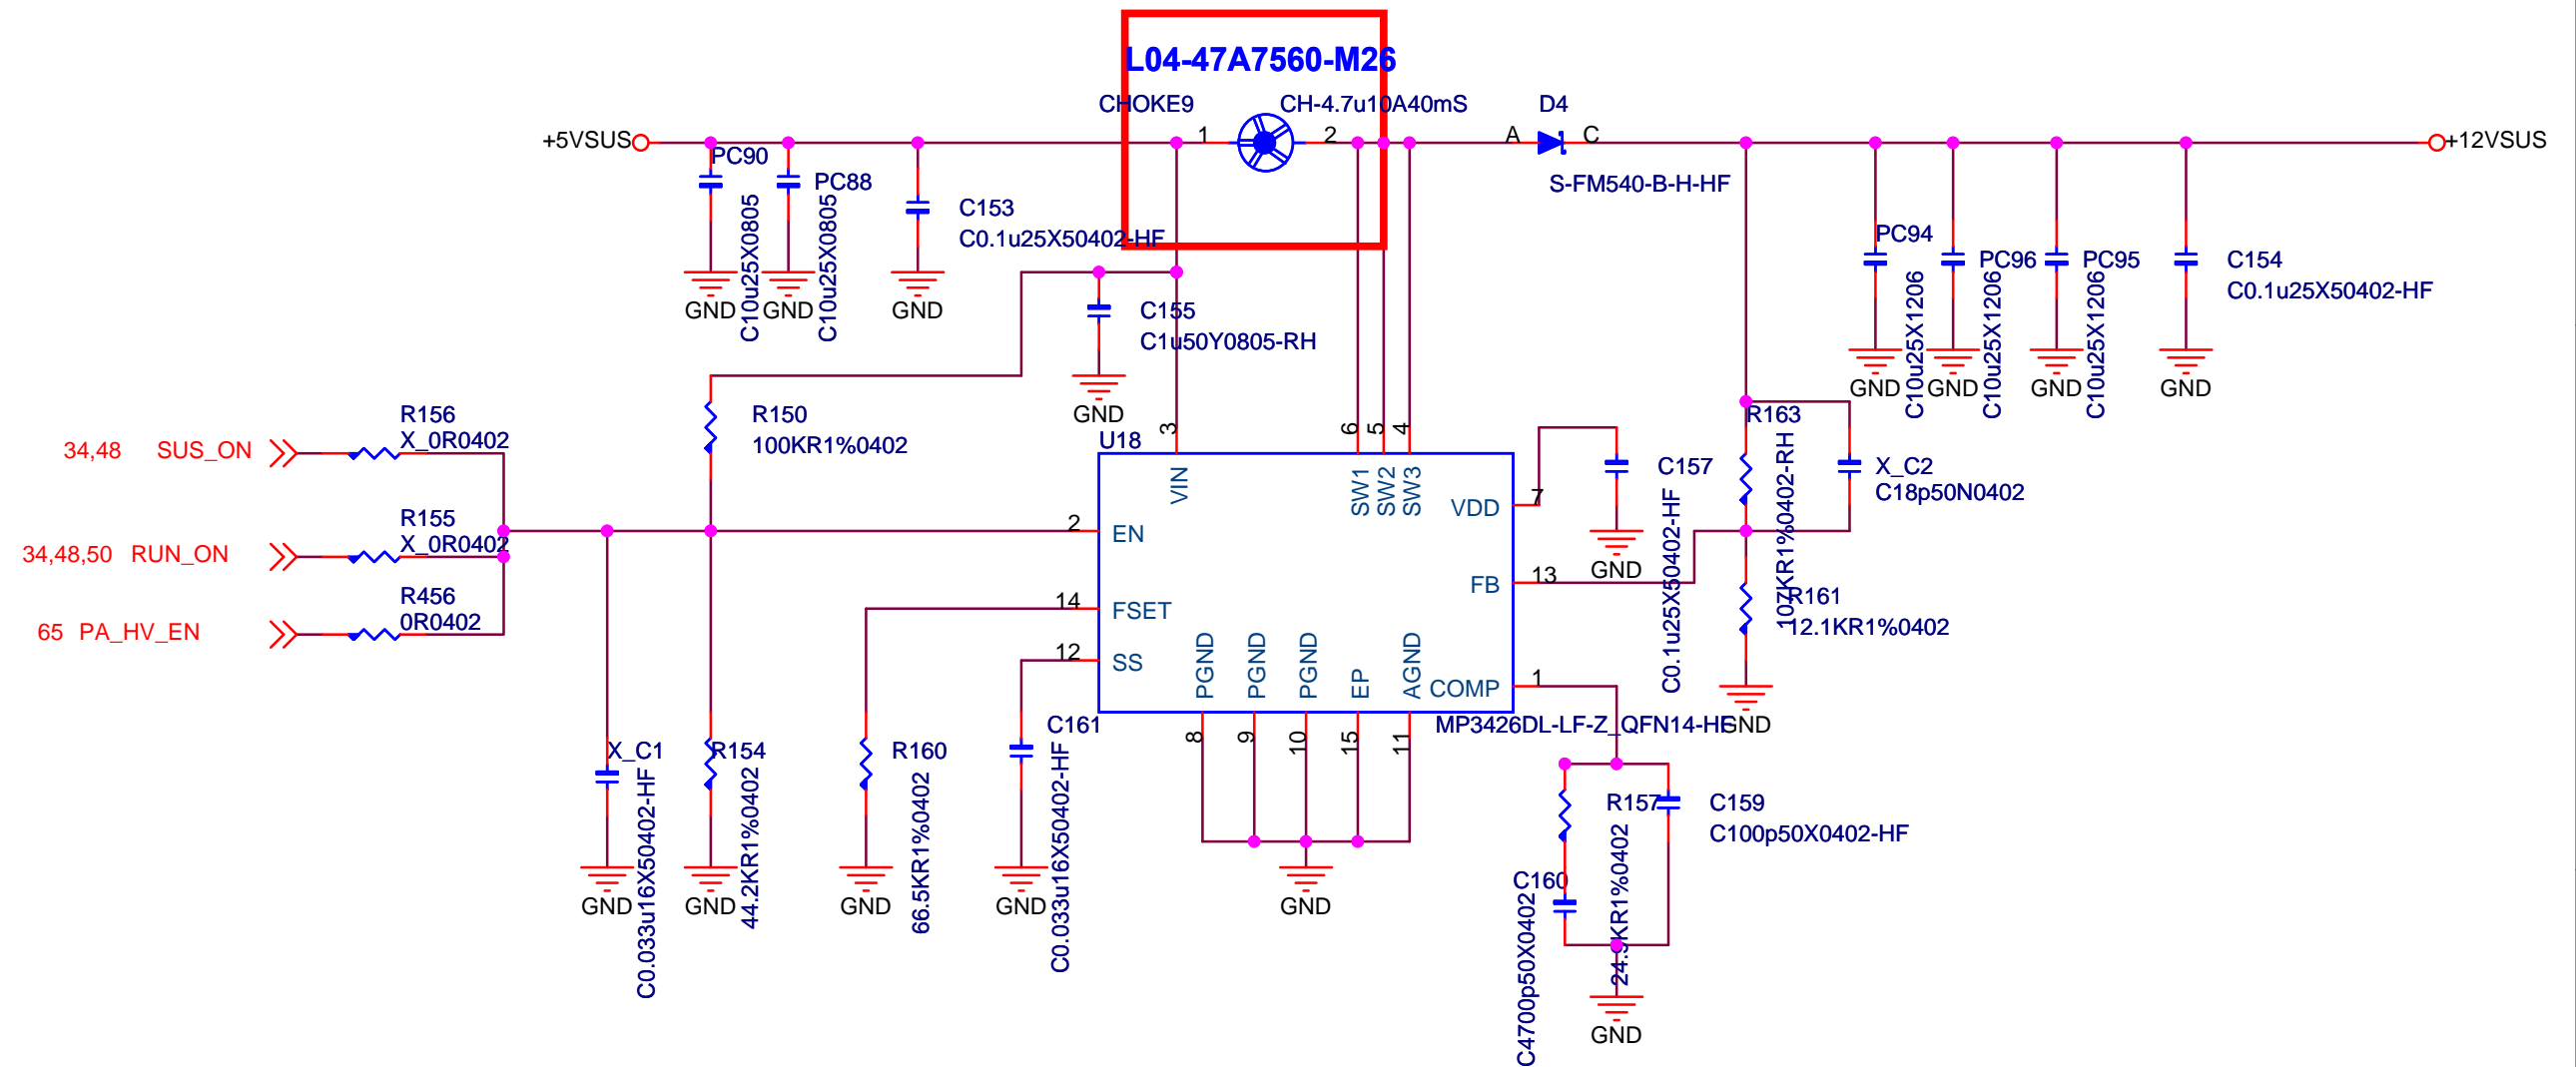 L04-47A7560-M26
CHOKE9
CH-4.7u10A40mS
D4
+5VSUS
1
2
A
C
+12VSUS
S-FM540-B-H-HF
PC90
C10u25X0805
PC88
C10u25X0805
C153
C0.1u25X50402-HF
GND
GND
GND
C155
C1u50Y0805-RH
GND
PC94
C10u25X1206
PC96
C10u25X1206
PC95
C10u25X1206
C154
C0.1u25X50402-HF
GND
GND
GND
GND
R156
X_0R0402
34,48
SUS_ON
R155
X_0R0402
34,48,50
RUN_ON
R456
0R0402
65
PA_HV_EN
R150
100KR1%0402
U18
3
6
5
4
VIN
SW1
SW2
SW3
VDD
7
2
EN
FB
13
14
FSET
12
SS
PGND
PGND
PGND
EP
AGND
COMP
1
8
9
10
15
11
MP3426DL-LF-Z_QFN14-HF
GND
C157
C0.1u25X50402-HF
GND
R163
107KR1%0402-RH
X_C2
C18p50N0402
R161
12.1KR1%0402
GND
X_C1
C0.033u16X50402-HF
GND
R154
44.2KR1%0402
GND
R160
66.5KR1%0402
GND
C161
C0.033u16X50402-HF
GND
R157
C159
C100p50X0402-HF
C160
C4700p50X0402
GND